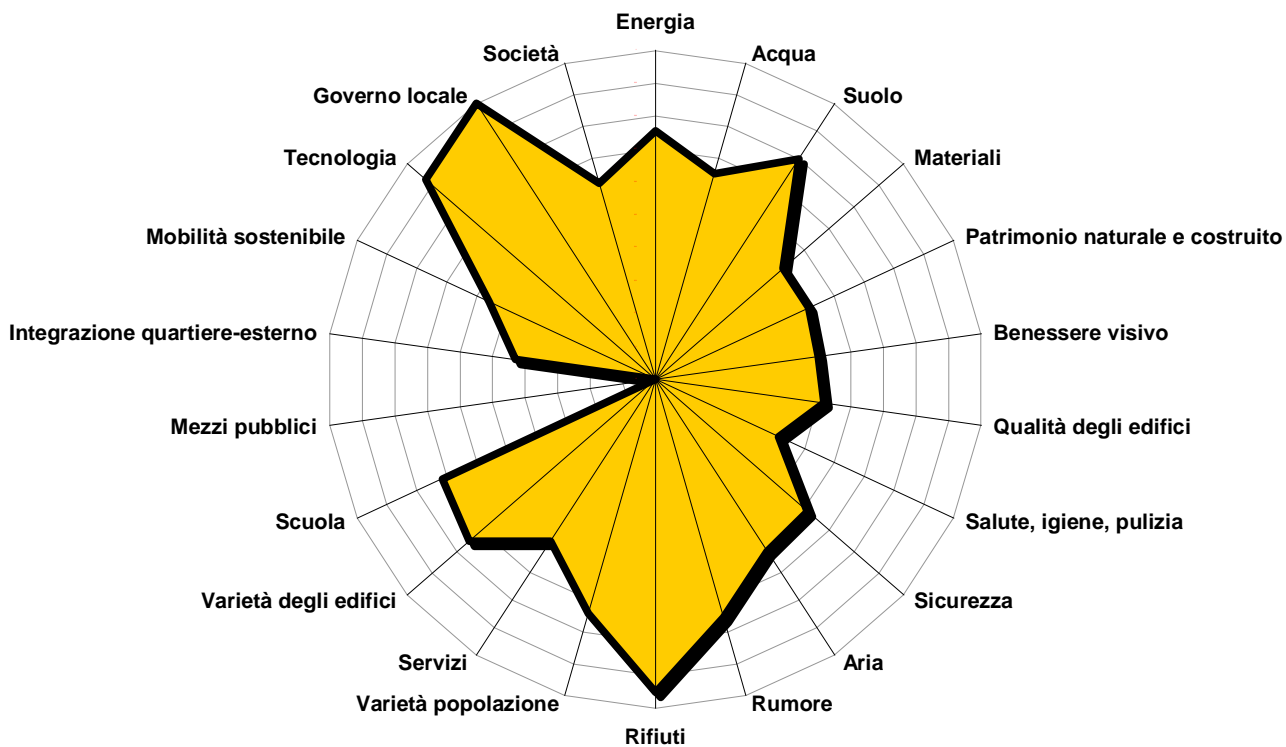 Energia
Acqua
Suolo
Materiali
Patrimonio naturale e costruito
Benessere visivo
Qualità degli edifici
Salute, igiene, pulizia
Sicurezza
Aria
Rumore
Rifiuti
Varietà popolazione
Servizi
Varietà degli edifici
Scuola
Mezzi pubblici
Integrazione quartiere-esterno
Mobilità sostenibile
Tecnologia
Governo locale
Società